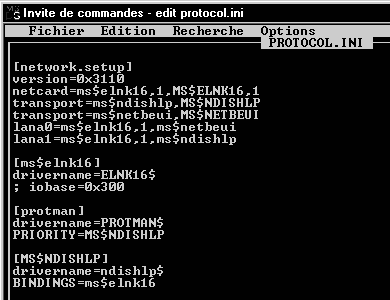 Invite de commandes - edit protocol.ini
Fichier Edition Recherche Options
PROTOCOL.INI
[network.setup]
version=0x3110
netcard=ms$elnk16,1,MS$ELNK16,1
transport=ms$ndishlp,MS$NDISHLP
transport=ms$netbeui,MS$NETBEUI
lana0=ms$elnk16,1,ms$netbeui
lana1=ms$elnk16,1,ms$ndishlp
[ms$elnk16]
drivername=ELNK16$
; iobase=0x300
[protman]
drivername=PROTMAN$
PRIORITY=MS$NDISHLP
[MS$NDISHLP]
drivername=ndishlp$
BINDINGS=ms$elnk16